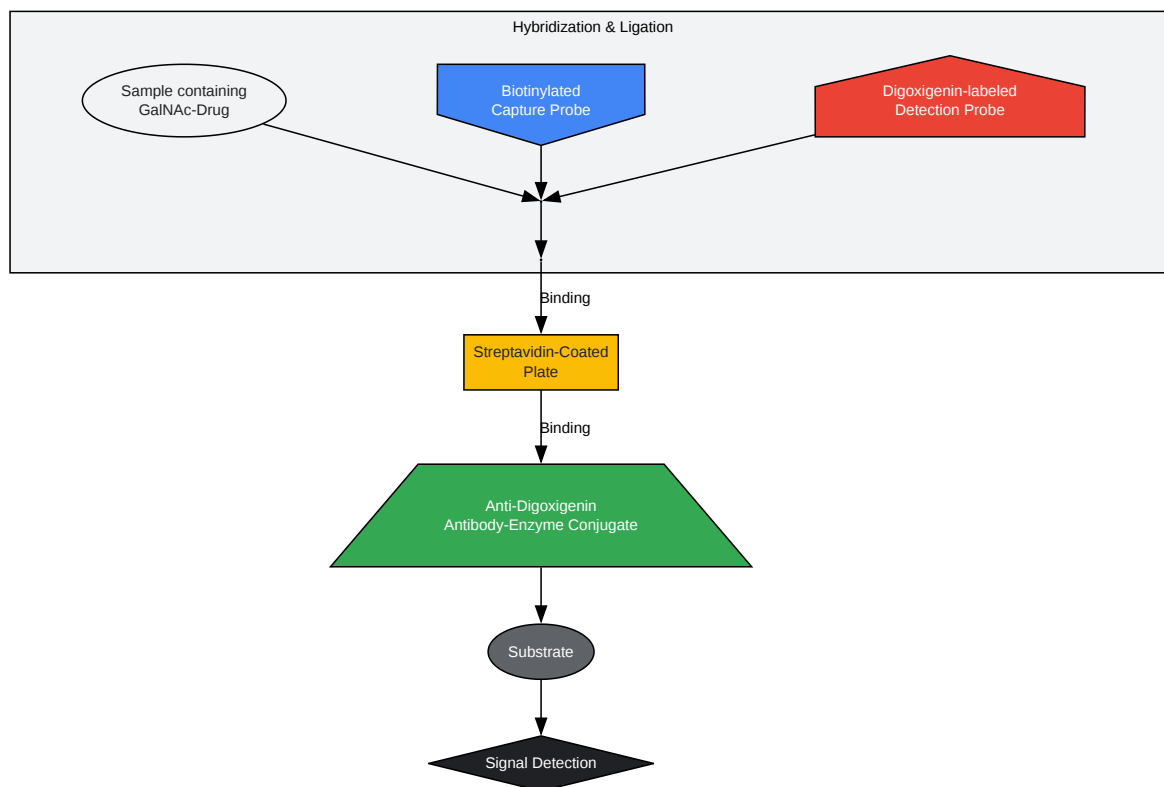 Hybridization & Ligation
Sample containing
GalNAc-Drug
Biotinylated
Capture Probe
Digoxigenin-labeled
Detection Probe
Binding
Streptavidin-Coated
Plate
Binding
Anti-Digoxigenin
Antibody-Enzyme Conjugate
Substrate
Signal Detection